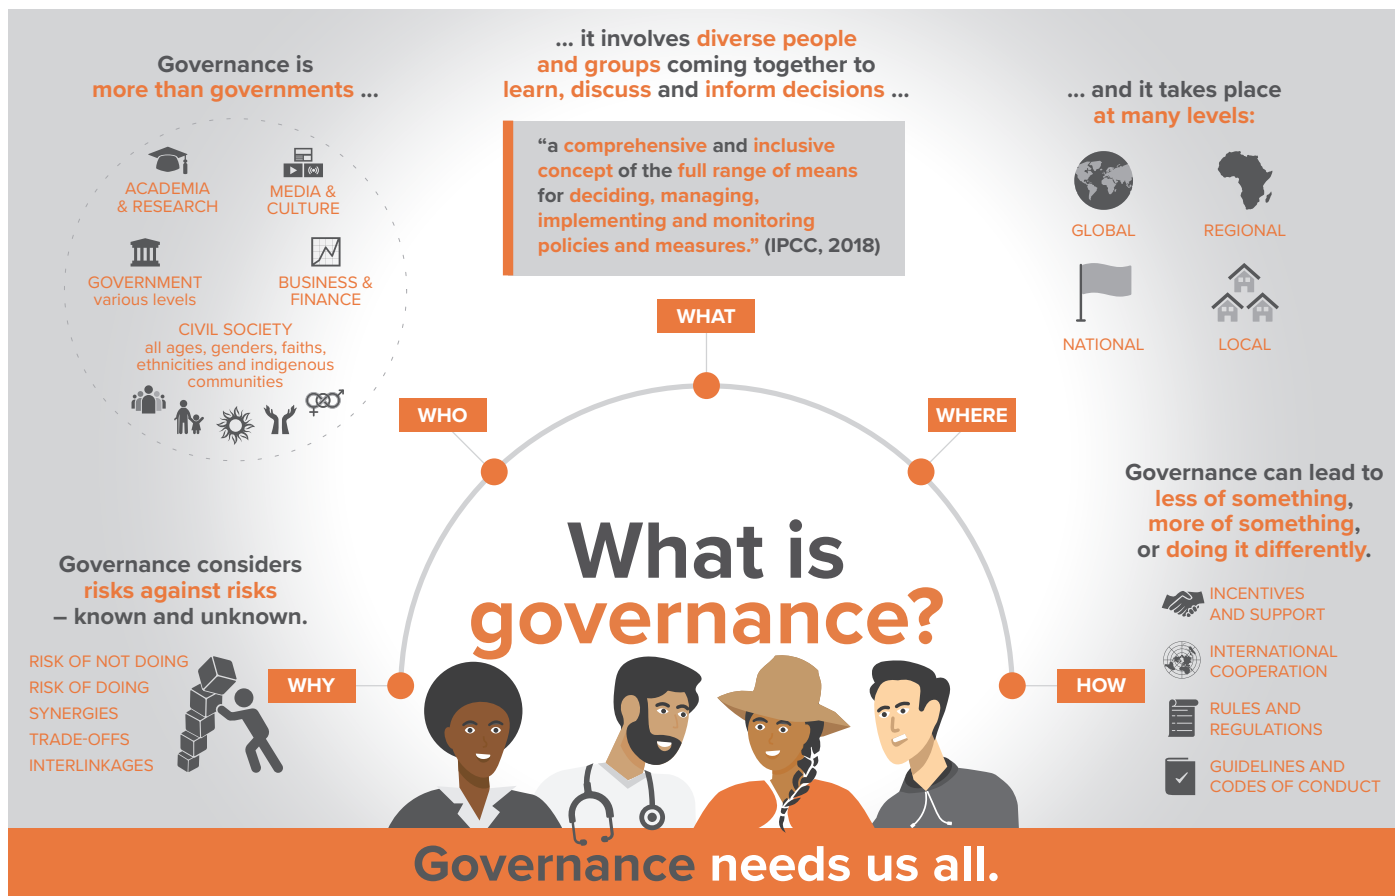 Governance is
more than governments ...
ACADEMIA
& RESEARCH
MEDIA &
CULTURE
GOVERNMENT
various levels
BUSINESS &
FINANCE
CIVIL SOCIETY
all ages, genders, faiths,
ethnicities and indigenous
communities
... it involves diverse people
and groups coming together to
learn, discuss and inform decisions ...
“a comprehensive and inclusive
concept of the full range of means
for deciding, managing,
implementing and monitoring
policies and measures.” (IPCC, 2018)
... and it takes place
at many levels:
GLOBAL
REGIONAL
NATIONAL
LOCAL
WHAT
WHO
WHERE
WHY
HOW
What is
governance?
Governance considers
risks against risks
– known and unknown.
RISK OF NOT DOING
RISK OF DOING
SYNERGIES
TRADE-OFFS
INTERLINKAGES
Governance can lead to
less of something,
more of something,
or doing it differently.
INCENTIVES
AND SUPPORT
INTERNATIONAL
COOPERATION
RULES AND
REGULATIONS
GUIDELINES AND
CODES OF CONDUCT
Governance needs us all.